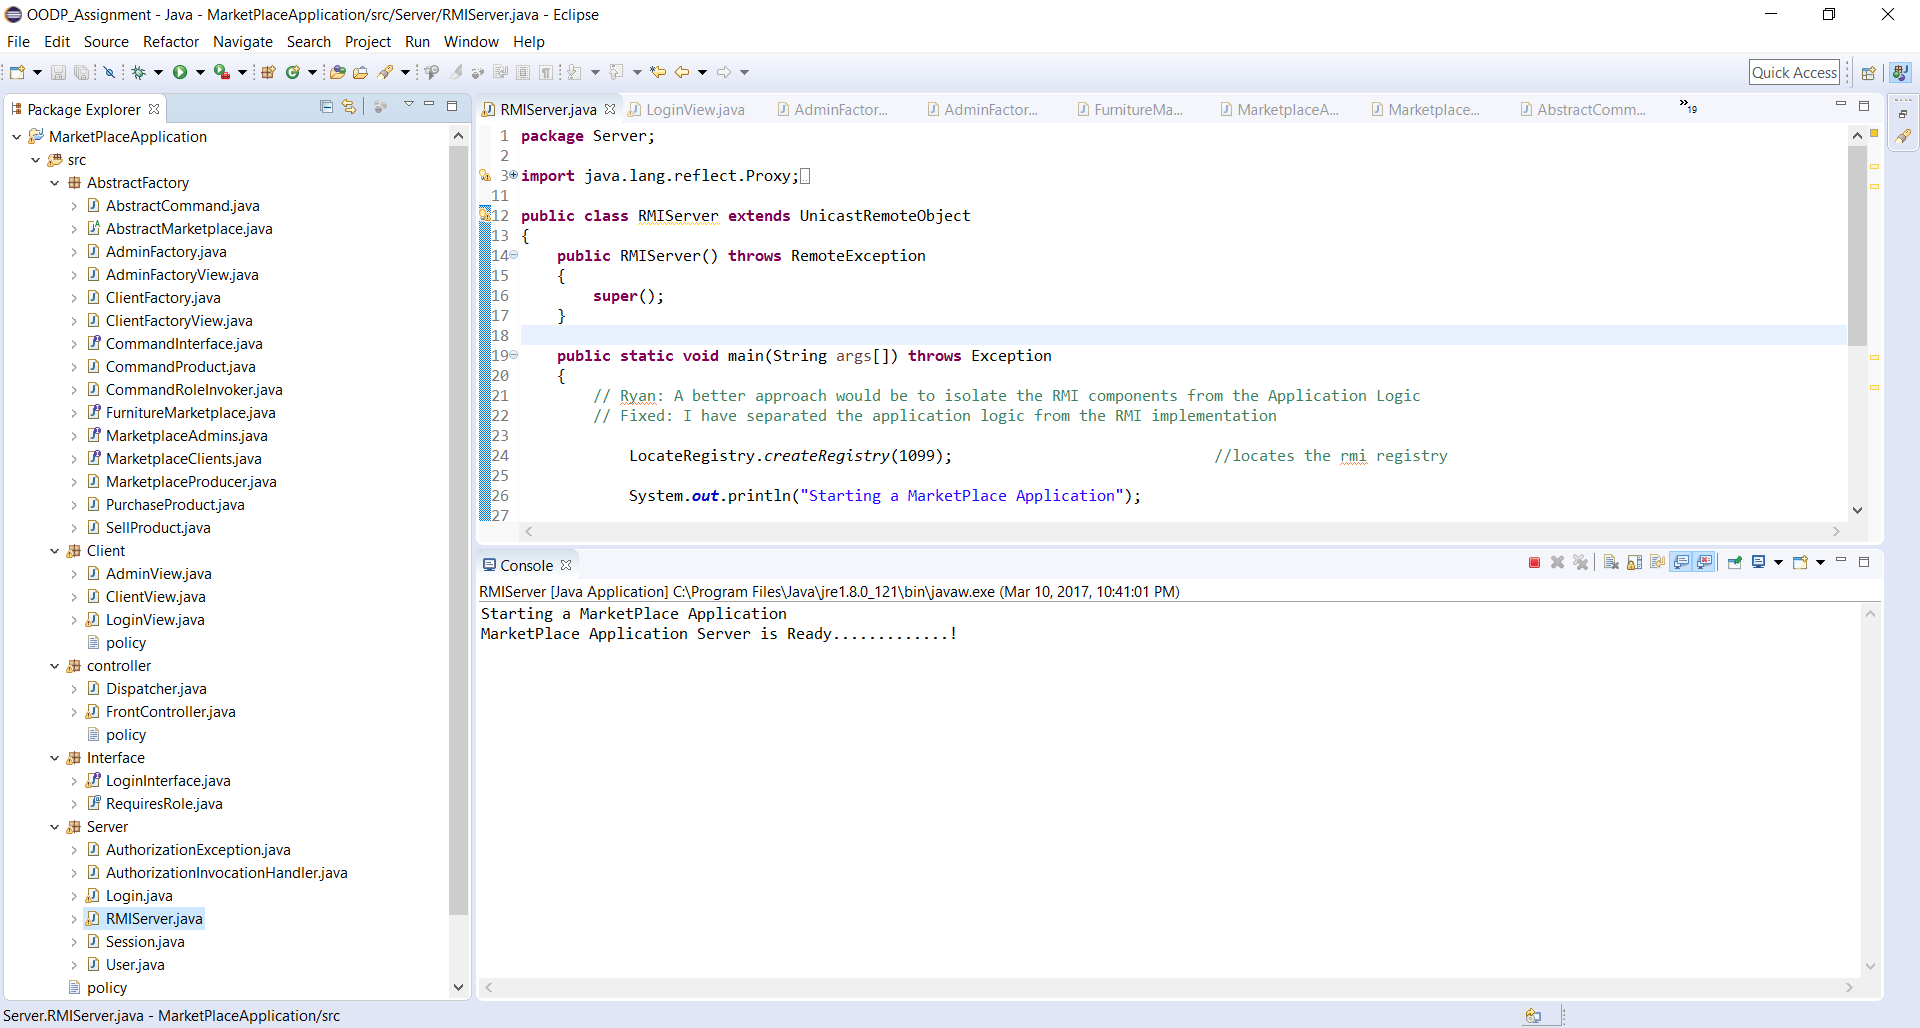 OODP_Assignment - Java - MarketPlaceApplication/src/Server/RMIServer.java - Eclipse
File Edit Source Refactor Navigate Search Project Run Window Help
Quick Access
Package Explorer
MarketPlaceApplication
src
AbstractFactory
AbstractCommand.java
AbstractMarketplace.java
AdminFactory.java
AdminFactoryView.java
ClientFactory.java
ClientFactoryView.java
CommandInterface.java
CommandProduct.java
CommandRoleInvoker.java
FurnitureMarketplace.java
MarketplaceAdmins.java
MarketplaceClients.java
MarketplaceProducer.java
PurchaseProduct.java
SellProduct.java
Client
AdminView.java
ClientView.java
LoginView.java
policy
controller
Dispatcher.java
FrontController.java
policy
Interface
LoginInterface.java
RequiresRole.java
Server
AuthorizationException.java
AuthorizationInvocationHandler.java
Login.java
RMIServer.java
Session.java
User.java
policy
RMIServer.java LoginView.java AdminFactor... AdminFactor... FurnitureMa... MarketplaceA... Marketplace... AbstractComm... »19
1 package Server;
2
3 import java.lang.reflect.Proxy;
11
12 public class RMIServer extends UnicastRemoteObject
13 {
14 public RMIServer() throws RemoteException
15 {
16 super();
17 }
18
19 public static void main(String args[]) throws Exception
20 {
21 // Ryan: A better approach would be to isolate the RMI components from the Application Logic
22 // Fixed: I have separated the application logic from the RMI implementation
23
24 LocateRegistry.createRegistry(1099); //locates the rmi registry
25
26 System.out.println("Starting a MarketPlace Application");
27
Console
RMIServer [Java Application] C:\Program Files\Java\jre1.8.0_121\bin\javaw.exe (Mar 10, 2017, 10:41:01 PM)
Starting a MarketPlace Application
MarketPlace Application Server is Ready.............!
Server.RMIServer.java - MarketPlaceApplication/src